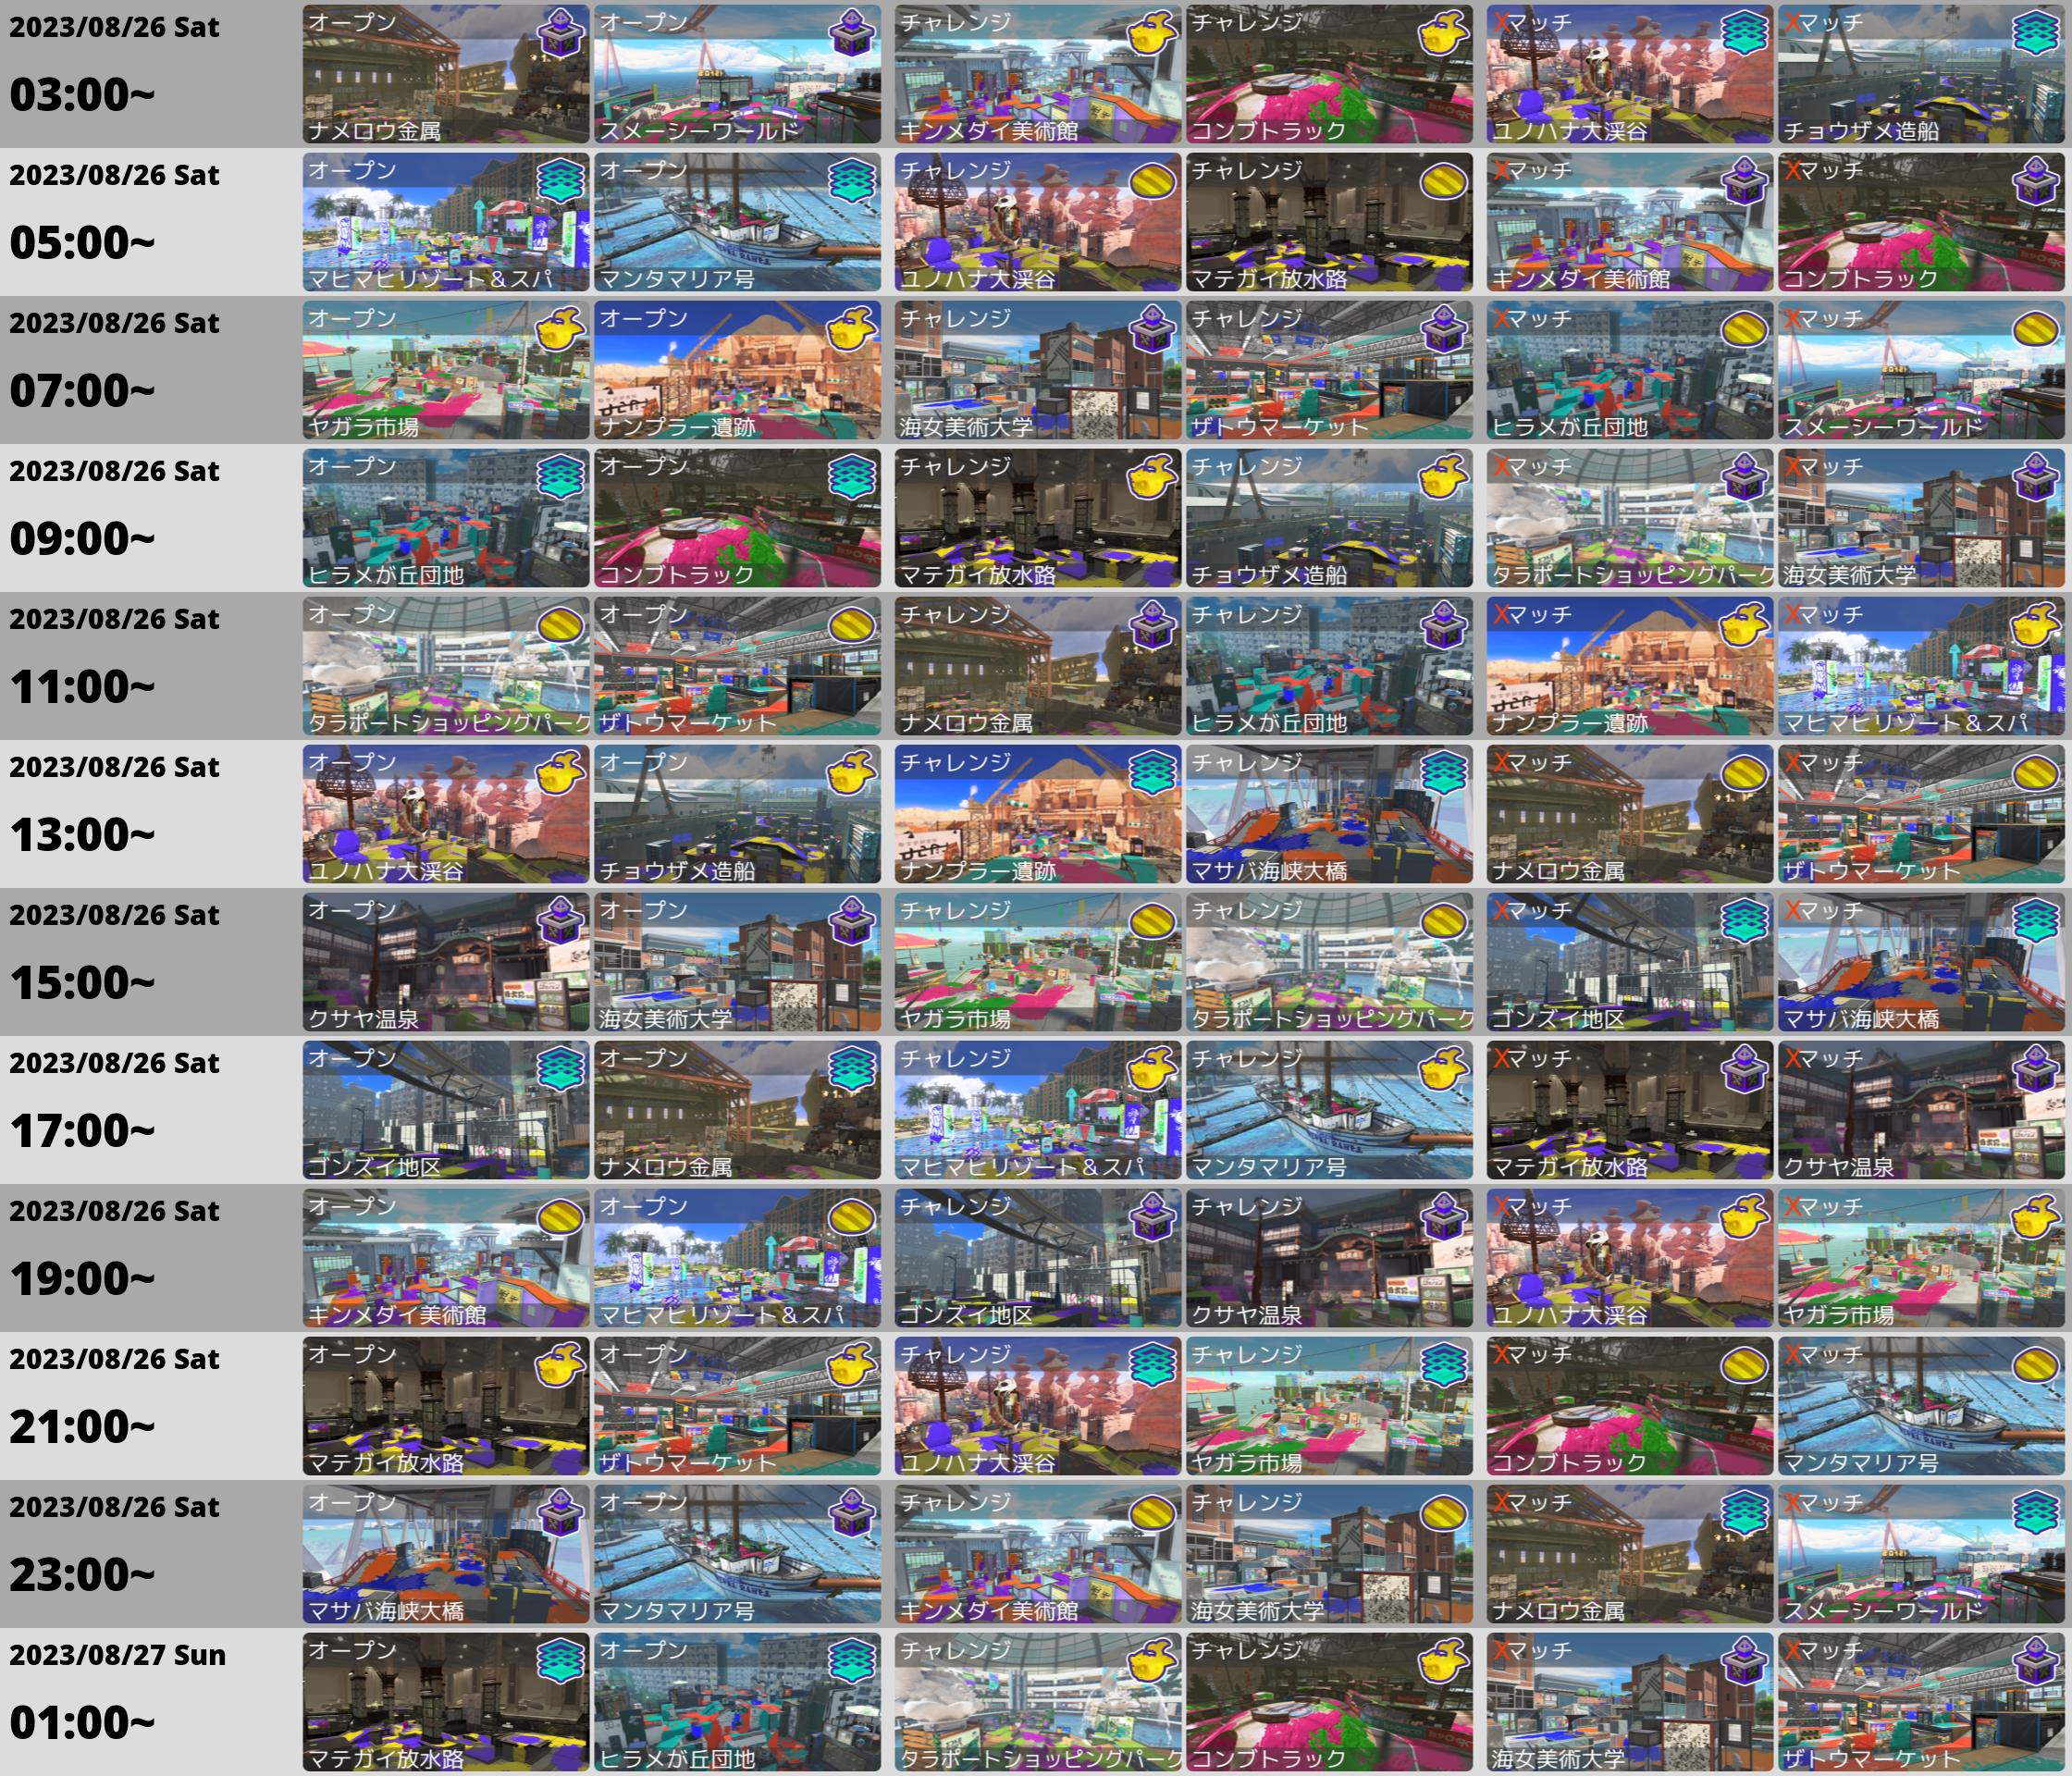 2023/08/26 Sat
03:00~
オープン
ナメロウ金属
オープン
スメーシーワールド
チャレンジ
キンメダイ美術館
チャレンジ
コンブトラック
Xマッチ
ユノハナ大渓谷
Xマッチ
チョウザメ造船
2023/08/26 Sat
05:00~
オープン
マヒマヒリゾート＆スパ
オープン
マンタマリア号
チャレンジ
ユノハナ大渓谷
チャレンジ
マテガイ放水路
Xマッチ
キンメダイ美術館
Xマッチ
コンブトラック
2023/08/26 Sat
07:00~
オープン
ヤガラ市場
オープン
ナンプラー遺跡
チャレンジ
海女美術大学
チャレンジ
ザトウマーケット
Xマッチ
ヒラメが丘団地
Xマッチ
スメーシーワールド
2023/08/26 Sat
09:00~
オープン
ヒラメが丘団地
オープン
コンブトラック
チャレンジ
マテガイ放水路
チャレンジ
チョウザメ造船
Xマッチ
タラポートショッピングパーク
Xマッチ
海女美術大学
2023/08/26 Sat
11:00~
オープン
タラポートショッピングパーク
オープン
ザトウマーケット
チャレンジ
ナメロウ金属
チャレンジ
ヒラメが丘団地
Xマッチ
ナンプラー遺跡
Xマッチ
マヒマヒリゾート＆スパ
2023/08/26 Sat
13:00~
オープン
ユノハナ大渓谷
オープン
チョウザメ造船
チャレンジ
ナンプラー遺跡
チャレンジ
マサバ海峡大橋
Xマッチ
ナメロウ金属
Xマッチ
ザトウマーケット
2023/08/26 Sat
15:00~
オープン
クサヤ温泉
オープン
海女美術大学
チャレンジ
ヤガラ市場
チャレンジ
タラポートショッピングパーク
Xマッチ
ゴンズイ地区
Xマッチ
マサバ海峡大橋
2023/08/26 Sat
17:00~
オープン
ゴンズイ地区
オープン
ナメロウ金属
チャレンジ
マヒマヒリゾート＆スパ
チャレンジ
マンタマリア号
Xマッチ
マテガイ放水路
Xマッチ
クサヤ温泉
2023/08/26 Sat
19:00~
オープン
キンメダイ美術館
オープン
マヒマヒリゾート＆スパ
チャレンジ
ゴンズイ地区
チャレンジ
クサヤ温泉
Xマッチ
ユノハナ大渓谷
Xマッチ
ヤガラ市場
2023/08/26 Sat
21:00~
オープン
マテガイ放水路
オープン
ザトウマーケット
チャレンジ
ユノハナ大渓谷
チャレンジ
ヤガラ市場
Xマッチ
コンブトラック
Xマッチ
マンタマリア号
2023/08/26 Sat
23:00~
オープン
マサバ海峡大橋
オープン
マンタマリア号
チャレンジ
キンメダイ美術館
チャレンジ
海女美術大学
Xマッチ
ナメロウ金属
Xマッチ
スメーシーワールド
2023/08/27 Sun
01:00~
オープン
マテガイ放水路
オープン
ヒラメが丘団地
チャレンジ
タラポートショッピングパーク
チャレンジ
コンブトラック
Xマッチ
海女美術大学
Xマッチ
ザトウマーケット